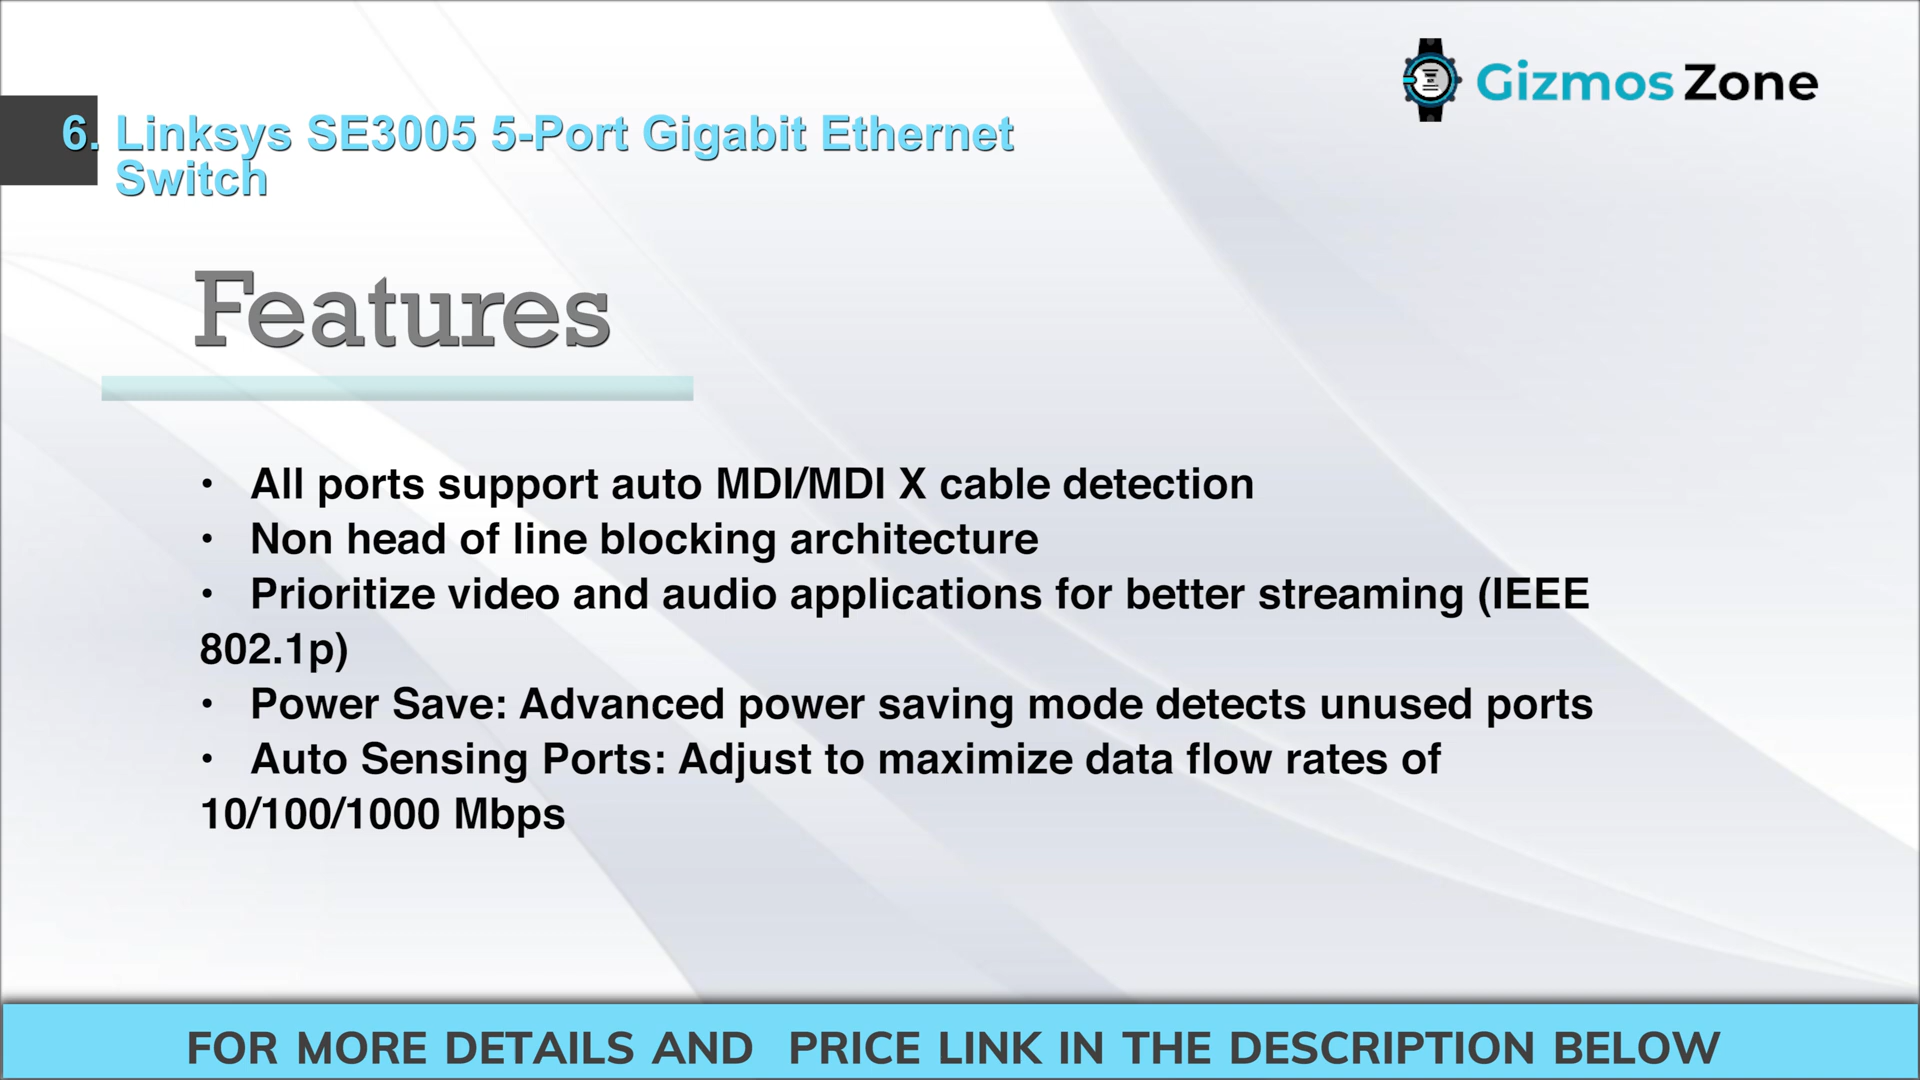 Gizmos Zone
6. Linksys SE3005 5-Port Gigabit Ethernet
Switch
Features
• All ports support auto MDI/MDI X cable detection
• Non head of line blocking architecture
• Prioritize video and audio applications for better streaming (IEEE
802.1p)
• Power Save: Advanced power saving mode detects unused ports
• Auto Sensing Ports: Adjust to maximize data flow rates of
10/100/1000 Mbps
FOR MORE DETAILS AND PRICE LINK IN THE DESCRIPTION BELOW